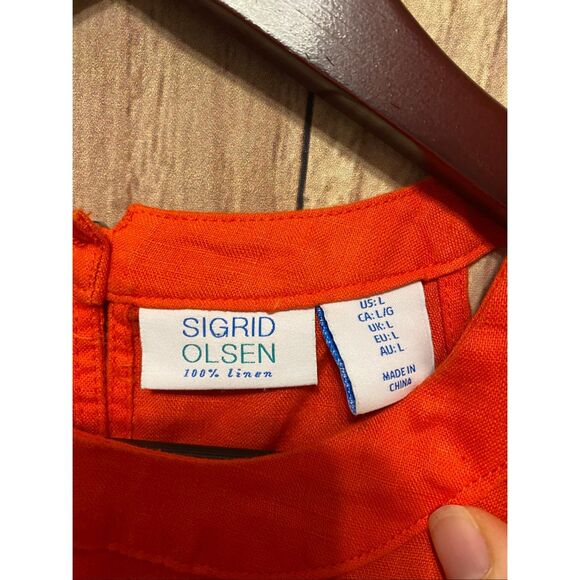 SIGRID
OLSEN
100% linen
US: L
CA: L/G
UK: L
EU: L
AU: L
MADE IN
CHINA